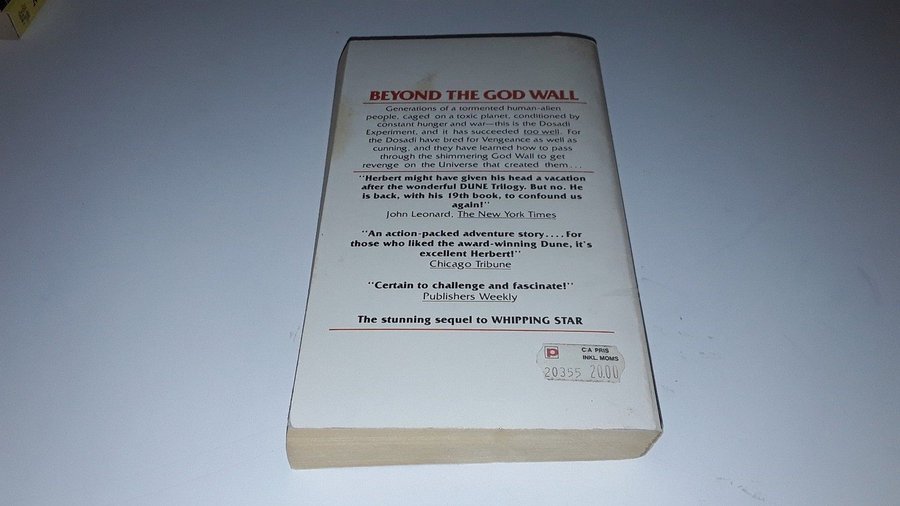 BEYOND THE GOD WALL
Generations of a tormented human-alien
people, caged on a toxic planet, conditioned by
constant hunger and war—this is the Dosadi
Experiment, and it has succeeded too well. For
the Dosadi have bred for Vengeance as well as
cunning, and they have learned how to pass
through the shimmering God Wall to get
revenge on the Universe that created them...
"Herbert might have given his head a vacation
after the wonderful DUNE Trilogy. But no. He
is back, with his 19th book, to confound us
again!"
John Leonard, The New York Times
"An action-packed adventure story....For
those who liked the award-winning Dune, it's
excellent Herbert!"
Chicago Tribune
"Certain to challenge and fascinate!"
Publishers Weekly
The stunning sequel to WHIPPING STAR
CA PRIS
INKL. MOMS
20355 20.00